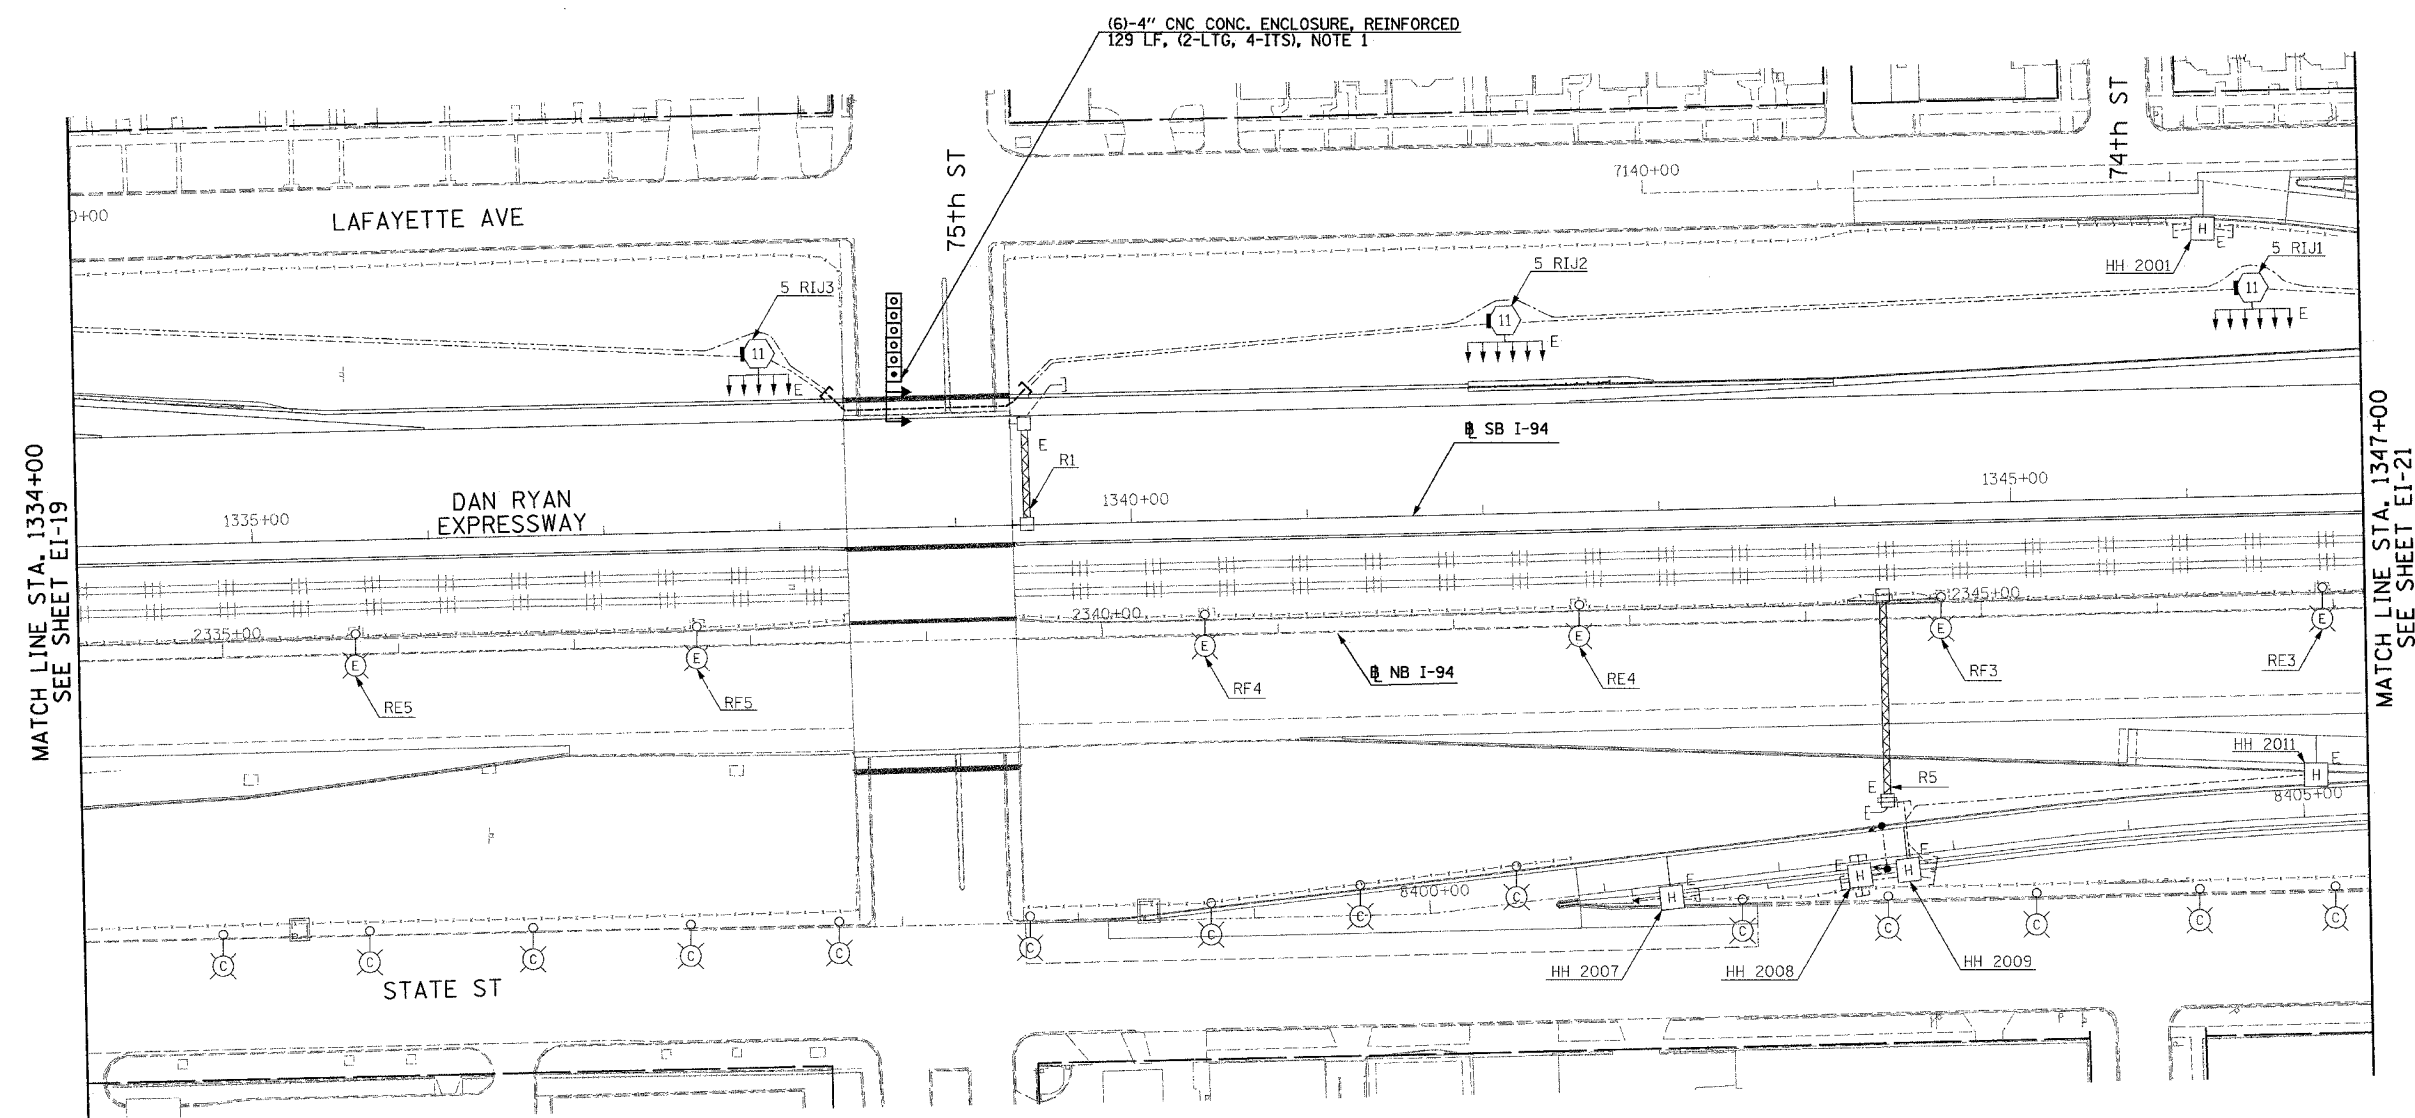 (6)-4" CNC CONC. ENCLOSURE, REINFORCED
129 LF, (2-LTG, 4-ITS), NOTE 1
74th ST
7140+00
75th ST
0+00
LAFAYETTE AVE
H
E
E
HH 2001
5 RIJ1
5 RIJ2
5 RIJ3
11
E
11
E
11
E
MATCH LINE STA. 1334+00
SEE SHEET EI-19
MATCH LINE STA. 1347+00
SEE SHEET EI-21
℄ SB I-94
E
R1
DAN RYAN
EXPRESSWAY
1335+00
1340+00
1345+00
2335+00
2340+00
2345+00
E
E
E
E
E
E
RE5
RF5
RF4
RE4
RF3
RE3
℄ NB I-94
HH 2011
E
H
R5
E
8405+00
8400+00
E
E
E
E
H
H
H
C
C
C
C
C
C
C
C
C
C
C
C
C
C
HH 2007
HH 2008
HH 2009
STATE ST